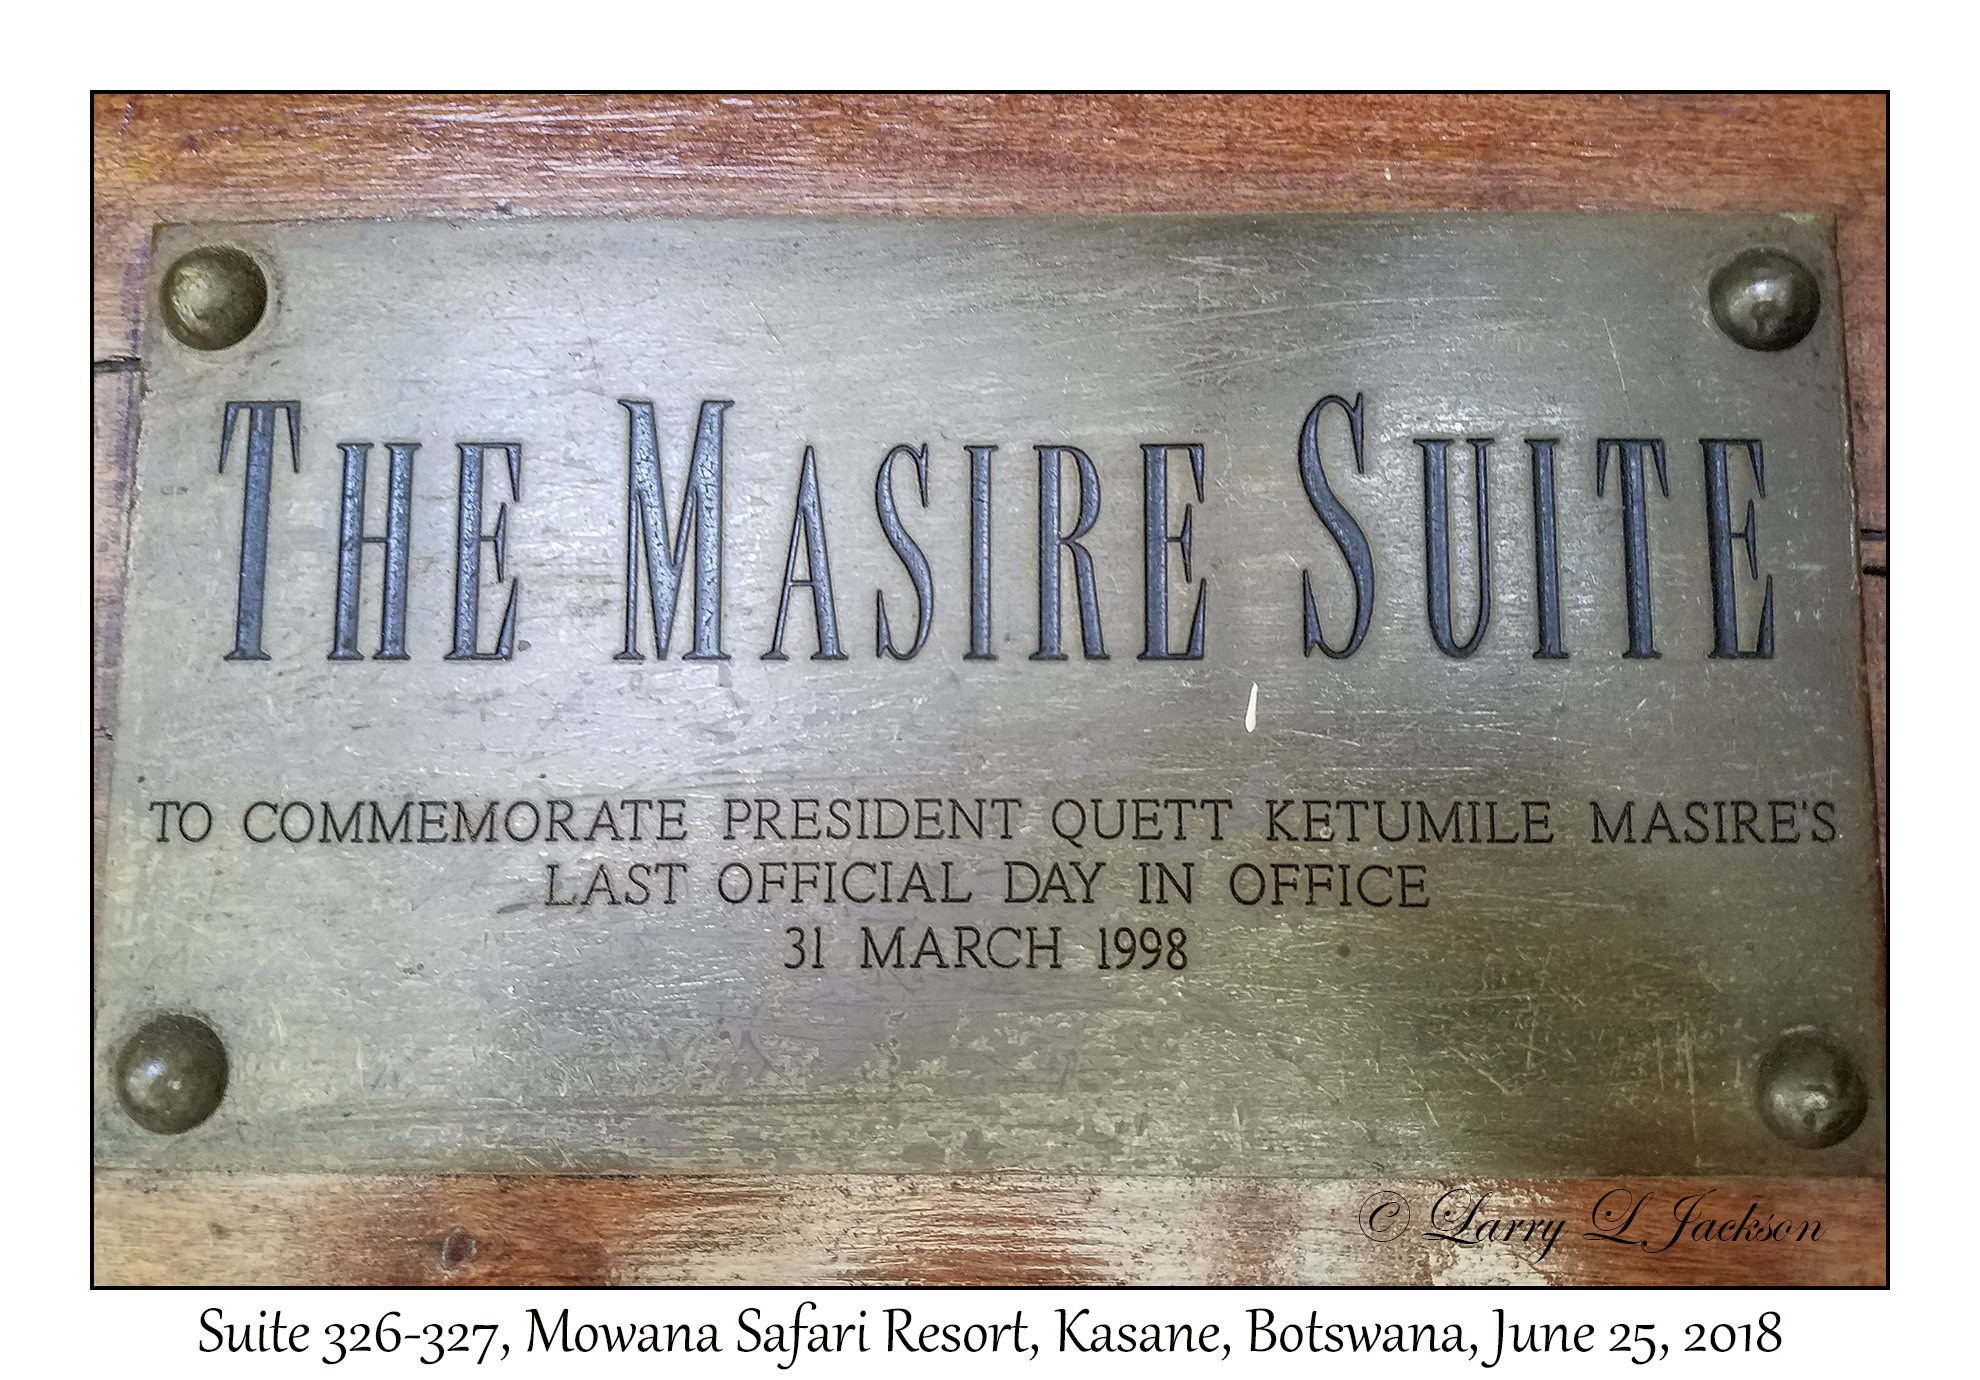 THE MASIRE SUITE
TO COMMEMORATE PRESIDENT QUETT KETUMILE MASIRE'S
LAST OFFICIAL DAY IN OFFICE
31 MARCH 1998
© Larry L Jackson
Suite 326-327, Mowana Safari Resort, Kasane, Botswana, June 25, 2018